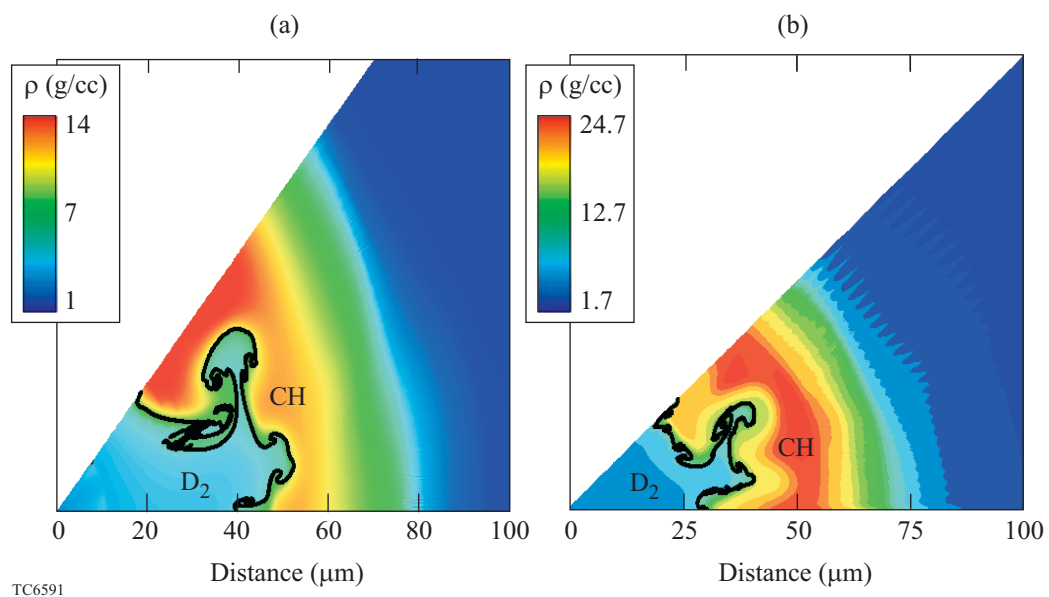 (a)
ρ (g/cc)
14
7
1
CH
D2
0 20 40 60 80 100
Distance (μm)
(b)
ρ (g/cc)
24.7
12.7
1.7
CH
D2
0 25 50 75 100
Distance (μm)
TC6591